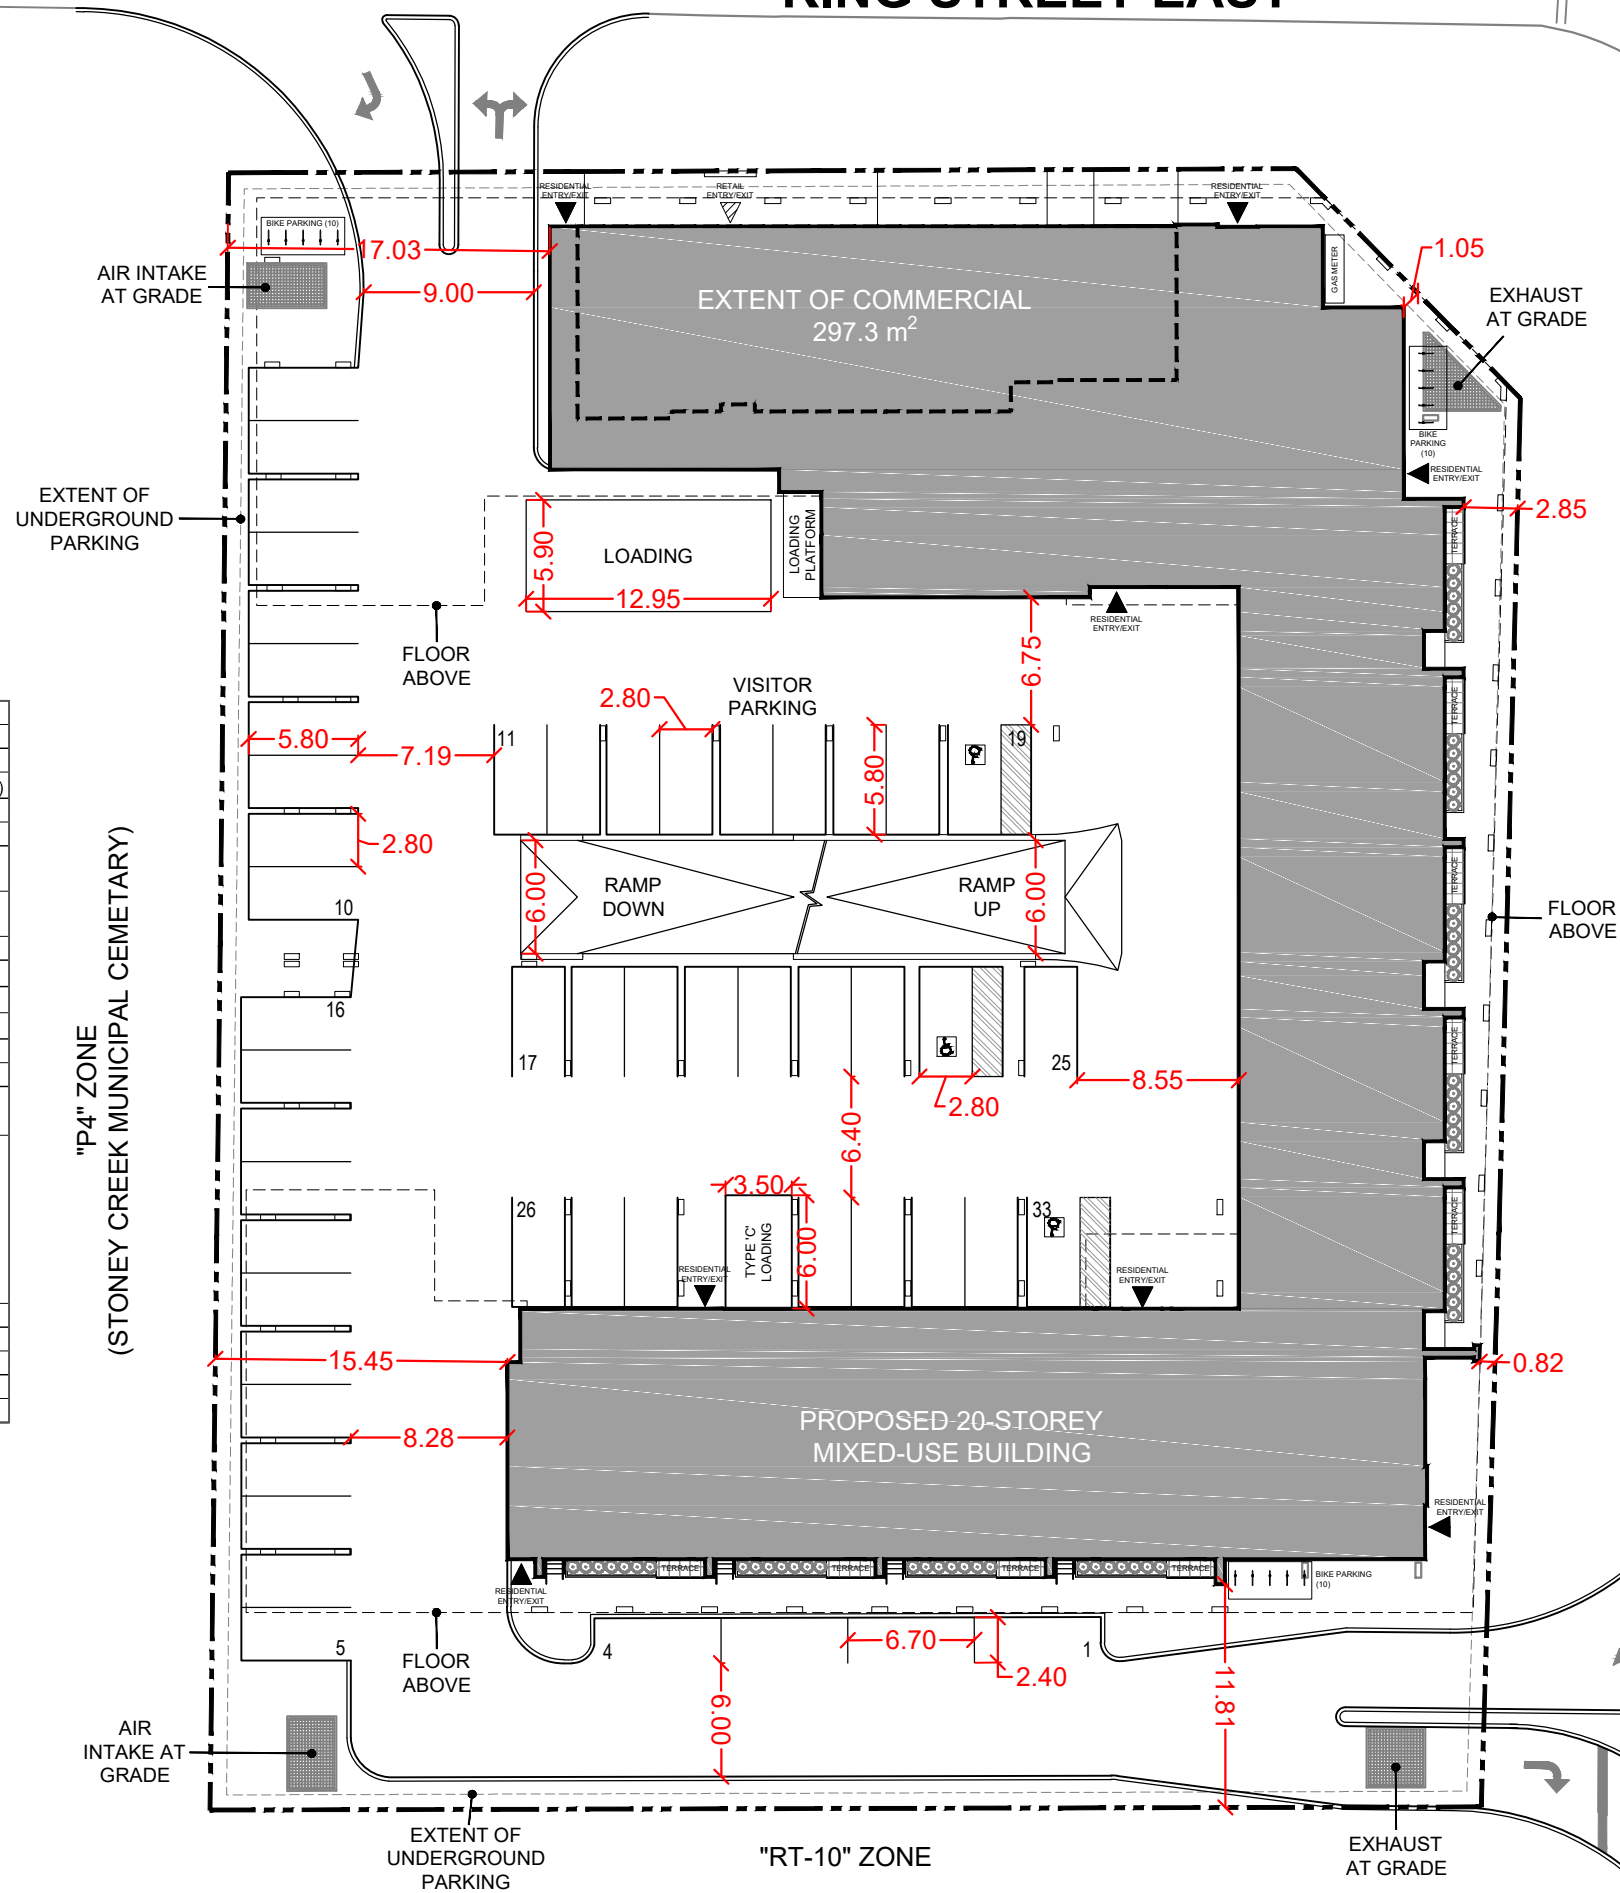 KING STREET EAST
RESIDENTIAL
ENTRY/EXIT
RETAIL
ENTRY/EXIT
RESIDENTIAL
ENTRY/EXIT
BIKE PARKING (10)
17.03
AIR INTAKE
AT GRADE
9.00
EXTENT OF COMMERCIAL
297.3 m2
GAS METER
1.05
EXHAUST
AT GRADE
BIKE
PARKING
(10)
RESIDENTIAL
ENTRY/EXIT
2.85
EXTENT OF
UNDERGROUND
PARKING
5.90
LOADING
12.95
LOADING
PLATFORM
TERRACE
RESIDENTIAL
ENTRY/EXIT
FLOOR
ABOVE
6.75
VISITOR
PARKING
2.80
TERRACE
5.80
7.19
11
19
5.80
2.80
6.00
RAMP
DOWN
RAMP
UP
6.00
TERRACE
10
FLOOR
ABOVE
"P4" ZONE
(STONEY CREEK MUNICIPAL CEMETARY)
16
17
25
8.55
2.80
TERRACE
6.40
3.50
26
TYPE 'C'
LOADING
6.00
33
TERRACE
RESIDENTIAL
ENTRY/EXIT
RESIDENTIAL
ENTRY/EXIT
15.45
0.82
8.28
PROPOSED 20-STOREY
MIXED-USE BUILDING
RESIDENTIAL
ENTRY/EXIT
TERRACE
TERRACE
TERRACE
TERRACE
BIKE PARKING
(10)
RESIDENTIAL
ENTRY/EXIT
5
FLOOR
ABOVE
4
6.70
1
2.40
6.00
11.81
AIR
INTAKE AT
GRADE
EXTENT OF
UNDERGROUND
PARKING
"RT-10" ZONE
EXHAUST
AT GRADE